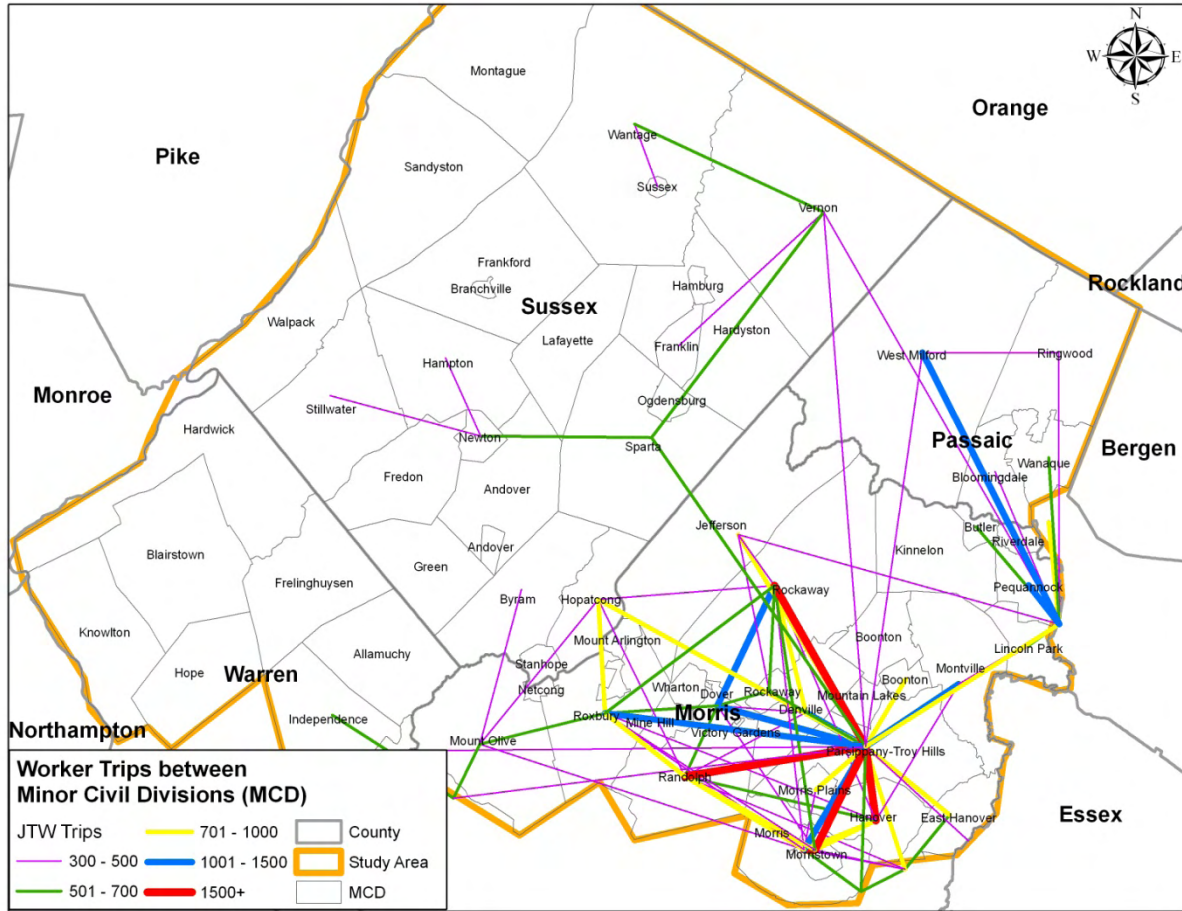 N
W E
S
Montague
Orange
Pike
Wantage
Sandyston
Sussex
Vernon
Frankford
Branchville
Hamburg
Rockland
Sussex
Walpack
Hardyston
Lafayette
Franklin
West Milford
Ringwood
Hampton
Monroe
Stillwater
Ogdensburg
Hardwick
Newton
Sparta
Passaic
Bergen
Wanaque
Fredon
Bloomingdale
Andover
Jefferson
Butler
Riverdale
Andover
Kinnelon
Blairstown
Green
Frelinghuysen
Pequannock
Byram
Hopatcong
Rockaway
Knowlton
Mount Arlington
Boonton
Allamuchy
Lincoln Park
Hope
Stanhope
Montville
Warren
Netcong
Wharton
Dover
Rockaway
Mountain Lakes
Boonton
Denville
Independence
Roxbury
Morris
Northampton
Mine Hill
Victory Gardens
Mount Olive
Parsippany-Troy Hills
Randolph
Morris Plains
Essex
Hanover
East Hanover
Morris
Morristown
Worker Trips between
Minor Civil Divisions (MCD)
JTW Trips
300 - 500
501 - 700
701 - 1000
1001 - 1500
1500+
County
Study Area
MCD